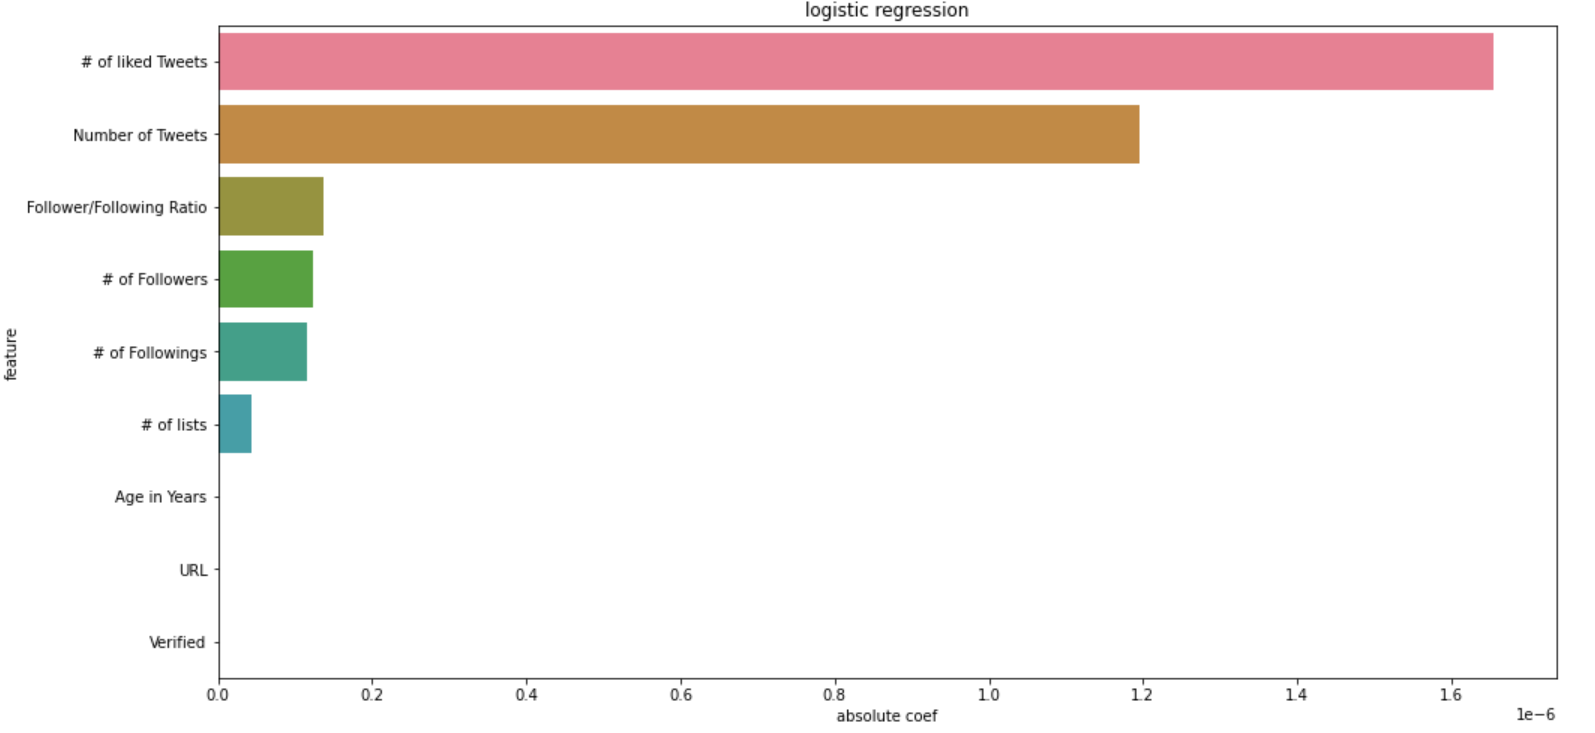 logistic regression
# of liked Tweets
Number of Tweets
Follower/Following Ratio
# of Followers
# of Followings
# of lists
Age in Years
URL
Verified
feature
0.0 0.2 0.4 0.6 0.8 1.0 1.2 1.4 1.6
absolute coef
1e−6